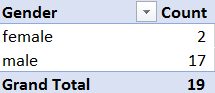 Gender Count
female 2
male 17
Grand Total 19